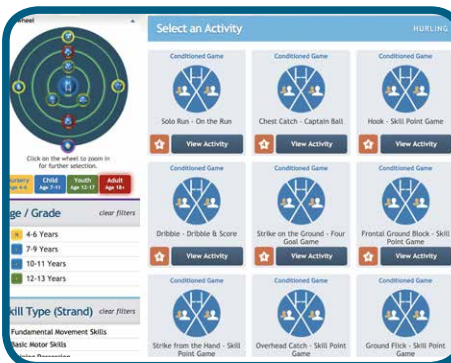 wheel
Click on the wheel to zoom in
for further selection.
Nursery
Age 4-6
Child
Age 7-11
Youth
Age 12-17
Adult
Age 18+
ge / Grade
clear filters
4-6 Years
7-9 Years
10-11 Years
12-13 Years
kill Type (Strand)
clear filters
Fundamental Movement Skills
Basic Motor Skills
Select an Activity
HURLING
Conditioned Game
Solo Run - On the Run
View Activity
Conditioned Game
Chest Catch - Captain Ball
View Activity
Conditioned Game
Hook - Skill Point Game
View Activity
Conditioned Game
Dribble - Dribble & Score
View Activity
Conditioned Game
Strike on the Ground - Four
Goal Game
View Activity
Conditioned Game
Frontal Ground Block - Skill
Point Game
View Activity
Conditioned Game
Strike from the Hand - Skill
Point Game
Conditioned Game
Overhead Catch - Skill Point
Game
Conditioned Game
Ground Flick - Skill Point
Game